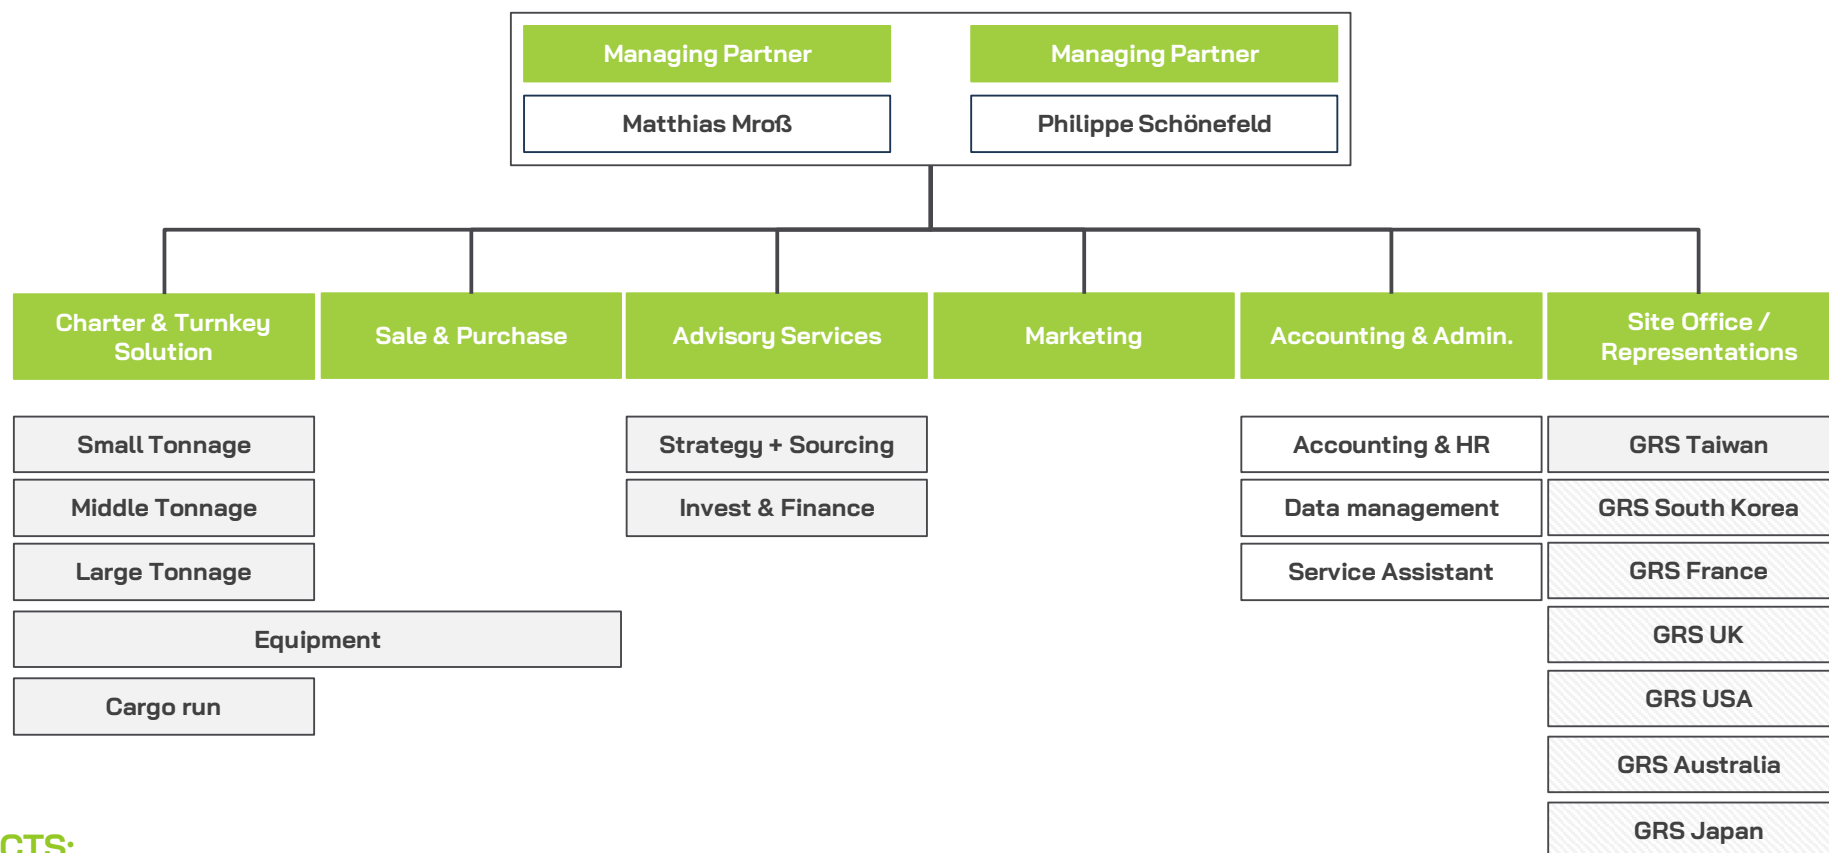 Managing Partner
Managing Partner
Matthias Mroß
Philippe Schönefeld
Charter & Turnkey
Solution
Sale & Purchase
Advisory Services
Marketing
Accounting & Admin.
Site Office /
Representations
Small Tonnage
Middle Tonnage
Large Tonnage
Equipment
Cargo run
Strategy + Sourcing
Invest & Finance
Accounting & HR
Data management
Service Assistant
GRS Taiwan
GRS South Korea
GRS France
GRS UK
GRS USA
GRS Australia
GRS Japan
CTS: